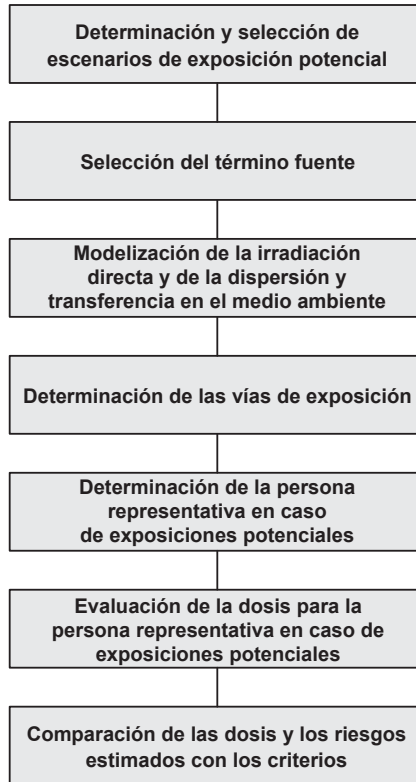 Determinación y selección de
escenarios de exposición potencial
Selección del término fuente
Modelización de la irradiación
directa y de la dispersión y
transferencia en el medio ambiente
Determinación de las vías de exposición
Determinación de la persona
representativa en caso
de exposiciones potenciales
Evaluación de la dosis para la
persona representativa en caso de
exposiciones potenciales
Comparación de las dosis y los riesgos
estimados con los criterios